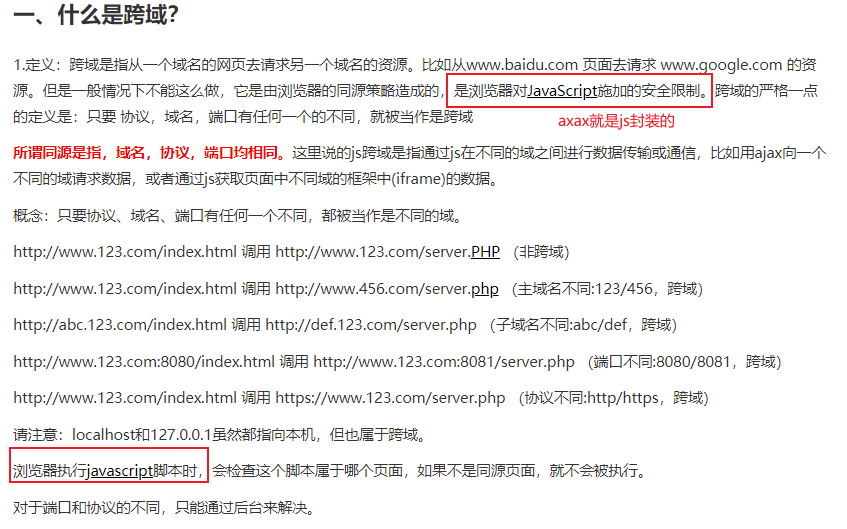 一、什么是跨域？
1.定义：跨域是指从一个域名的网页去请求另一个域名的资源。比如从www.baidu.com 页面去请求 www.google.com 的资
源。但是一般情况下不能这么做，它是由浏览器的同源策略造成的，是浏览器对JavaScript施加的安全限制。跨域的严格一点
的定义是：只要 协议，域名，端口有任何一个的不同，就被当作是跨域
axax就是js封装的
所谓同源是指，域名，协议，端口均相同。这里说的js跨域是指通过js在不同的域之间进行数据传输或通信，比如用ajax向一个
不同的域请求数据，或者通过js获取页面中不同域的框架中(iframe)的数据。
概念：只要协议、域名、端口有任何一个不同，都被当作是不同的域。
http://www.123.com/index.html 调用 http://www.123.com/server.PHP （非跨域）
http://www.123.com/index.html 调用 http://www.456.com/server.php （主域名不同:123/456，跨域）
http://abc.123.com/index.html 调用 http://def.123.com/server.php （子域名不同:abc/def，跨域）
http://www.123.com:8080/index.html 调用 http://www.123.com:8081/server.php （端口不同:8080/8081，跨域）
http://www.123.com/index.html 调用 https://www.123.com/server.php （协议不同:http/https，跨域）
请注意：localhost和127.0.0.1虽然都指向本机，但也属于跨域。
浏览器执行javascript脚本时，会检查这个脚本属于哪个页面，如果不是同源页面，就不会被执行。
对于端口和协议的不同，只能通过后台来解决。